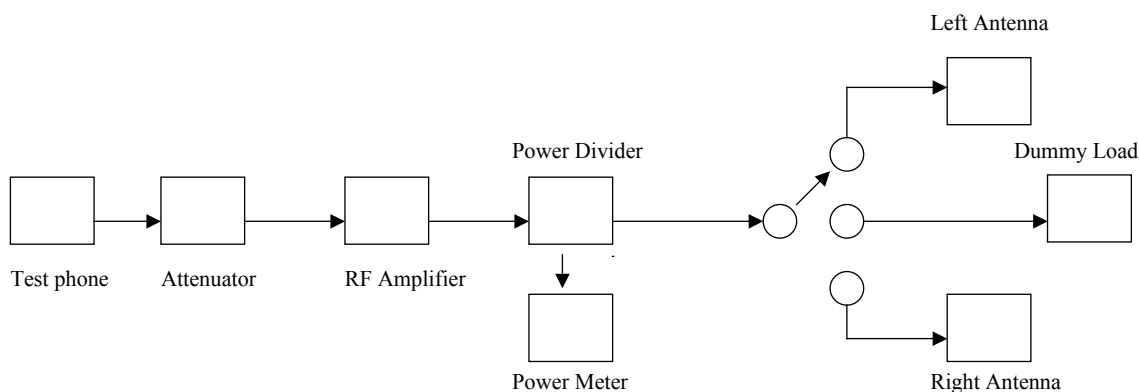 Left Antenna
Power Divider
Dummy Load
Test phone
Attenuator
RF Amplifier
Power Meter
Right Antenna